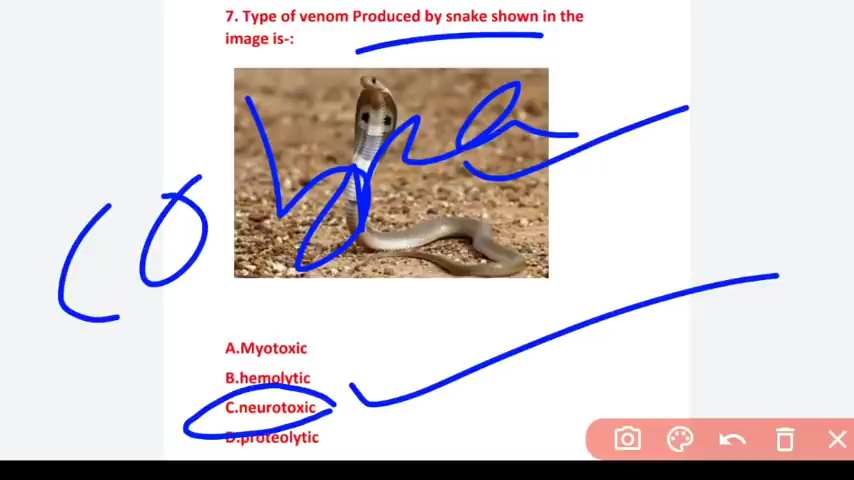 7. Type of venom Produced by snake shown in the
image is-:
Cobra
A.Myotoxic
B.hemolytic
C.neurotoxic
D.proteolytic